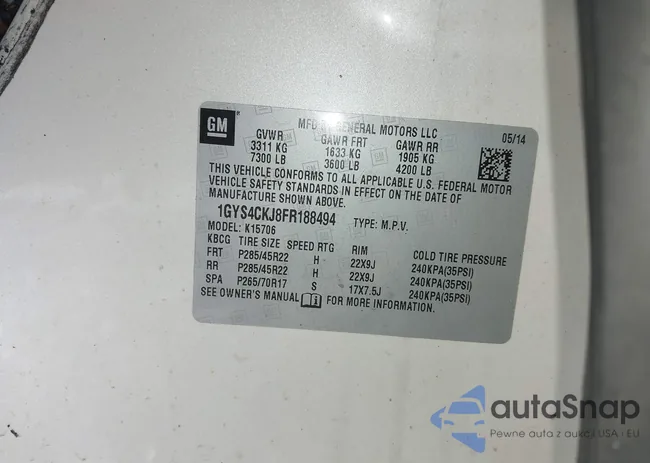 GM
MFD BY GENERAL MOTORS LLC
05/14
GVWR GAWR FRT GAWR RR
3311 KG 1633 KG 1905 KG
7300 LB 3600 LB 4200 LB
THIS VEHICLE CONFORMS TO ALL APPLICABLE U.S. FEDERAL MOTOR
VEHICLE SAFETY STANDARDS IN EFFECT ON THE DATE OF
MANUFACTURE SHOWN ABOVE.
1GYS4CKJ8FR188494 TYPE: M.P.V.
MODEL: K15706
KBCG TIRE SIZE SPEED RTG RIM COLD TIRE PRESSURE
FRT P285/45R22 H 22X9J 240KPA(35PSI)
RR P285/45R22 H 22X9J 240KPA(35PSI)
SPA P265/70R17 S 17X7.5J 240KPA(35PSI)
SEE OWNER'S MANUAL FOR MORE INFORMATION.
autaSnap
Pewne auta z aukcji USA i EU